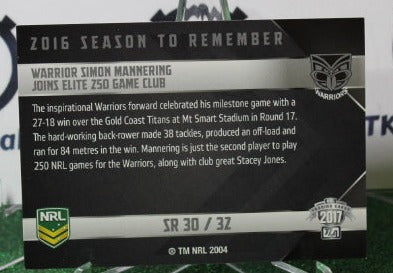 2016 SEASON TO REMEMBER
WARRIOR SIMON MANNERING
JOINS ELITE 250 GAME CLUB
WARRIORS
The inspirational Warriors forward celebrated his milestone game with a
27-18 win over the Gold Coast Titans at Mt Smart Stadium in Round 17.
The hard-working back-rower made 38 tackles, produced an off-load and
ran for 84 metres in the win. Mannering is just the second player to play
250 NRL games for the Warriors, along with club great Stacey Jones.
NRL
SR 30 / 32
2017
© TM NRL 2004